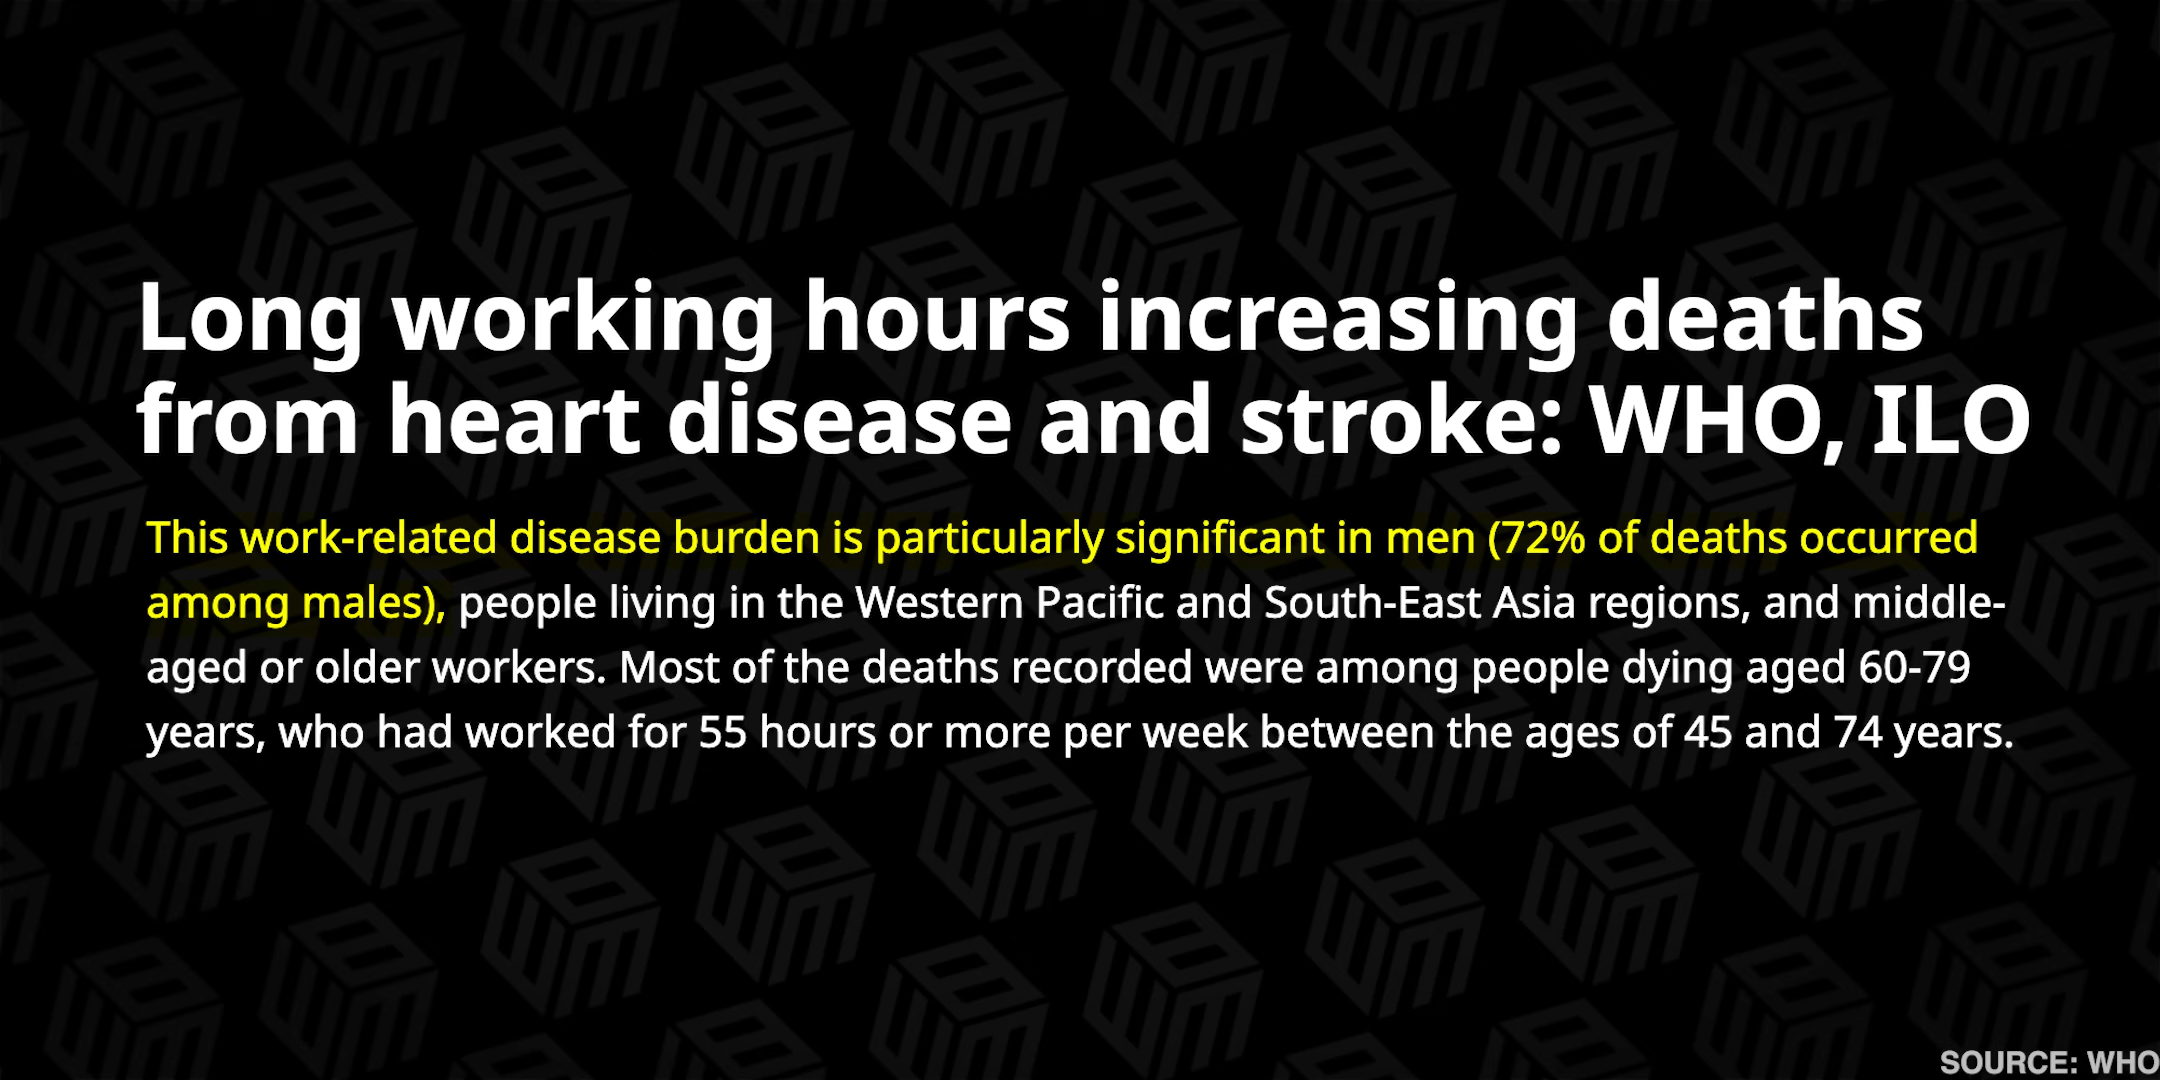 Long working hours increasing deaths
from heart disease and stroke: WHO, ILO
This work-related disease burden is particularly significant in men (72% of deaths occurred
among males), people living in the Western Pacific and South-East Asia regions, and middle-
aged or older workers. Most of the deaths recorded were among people dying aged 60-79
years, who had worked for 55 hours or more per week between the ages of 45 and 74 years.
SOURCE: WHO